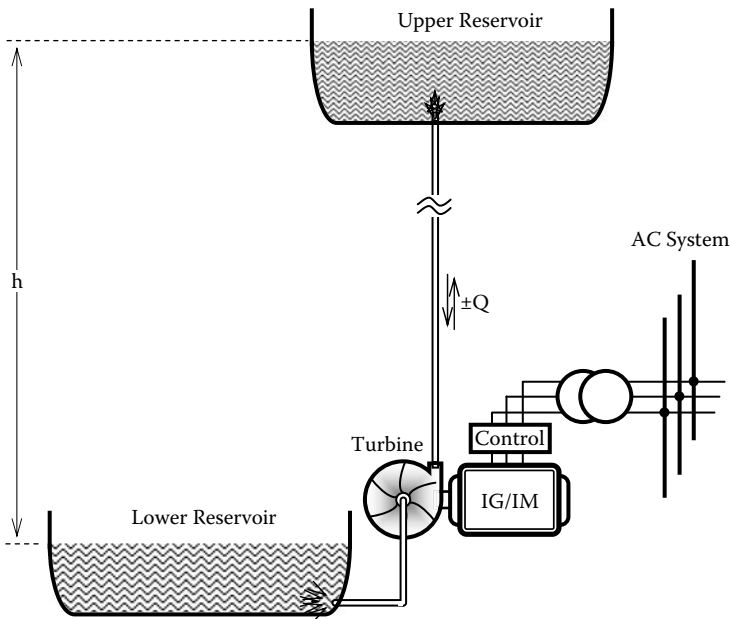 Upper Reservoir
AC System
h
±Q
Control
Turbine
IG/IM
Lower Reservoir